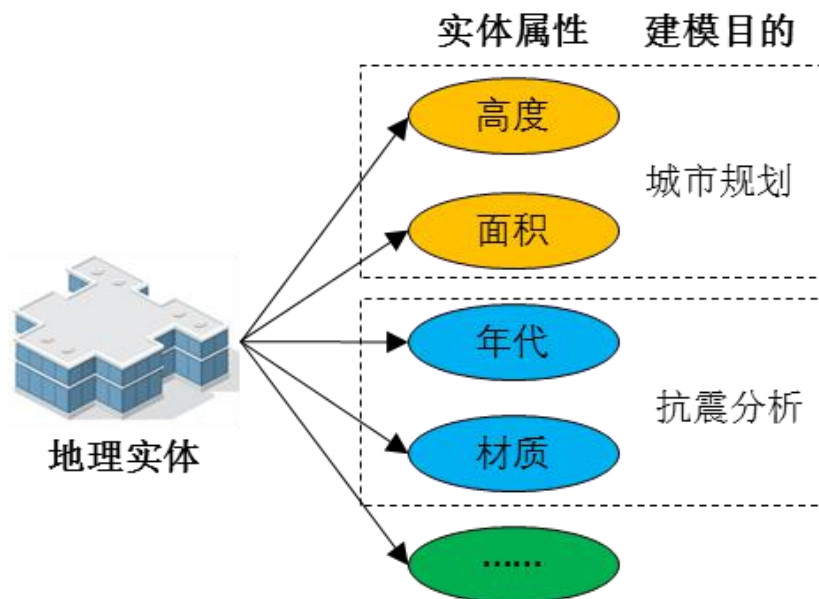 实体属性 建模目的
高度
城市规划
面积
年代
抗震分析
材质
地理实体
……